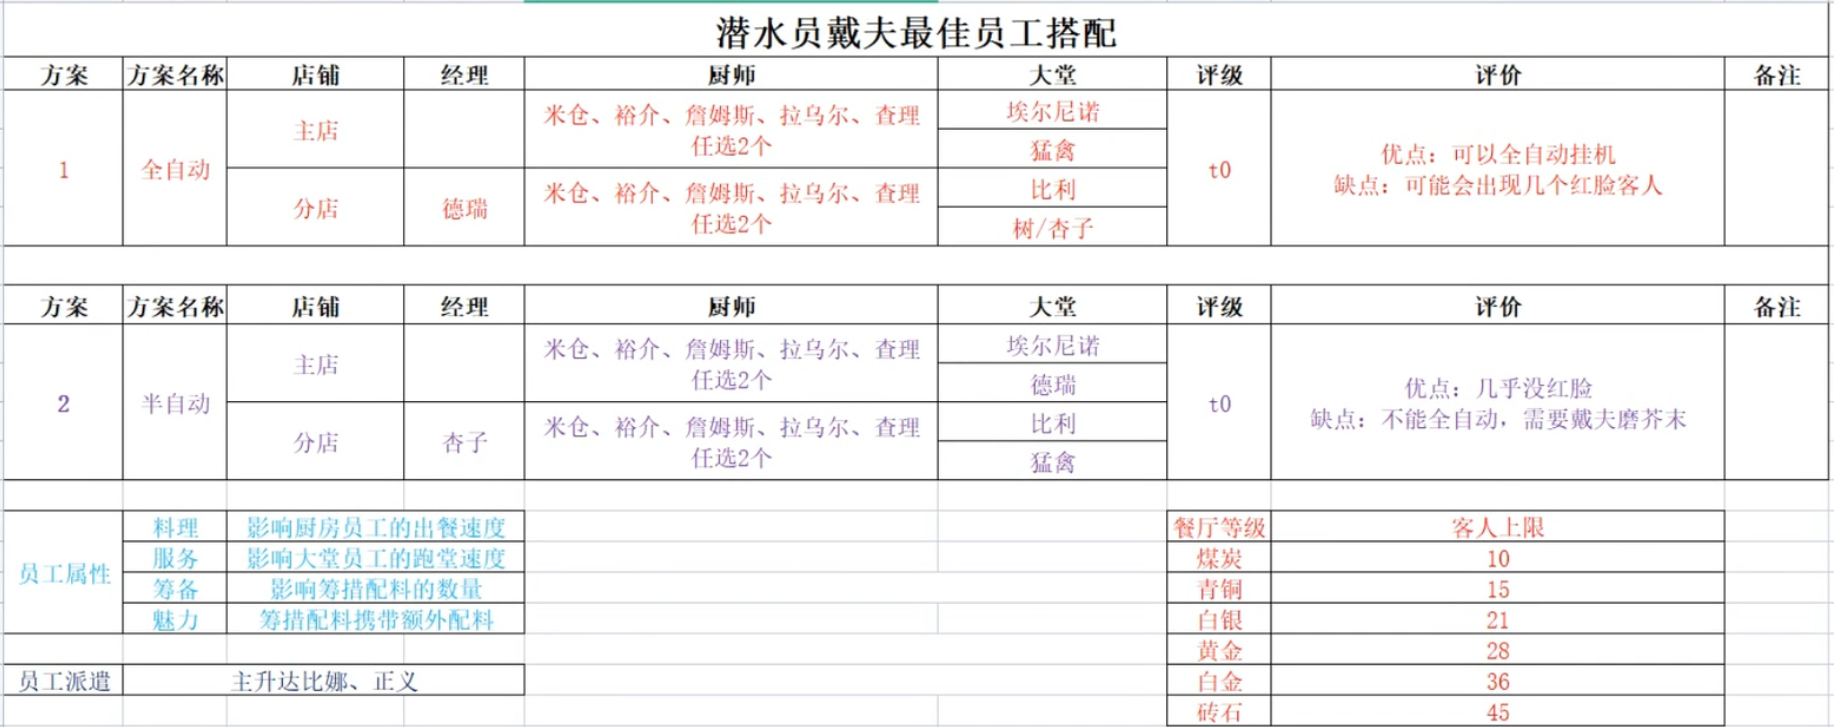 潜水员戴夫最佳员工搭配
方案 方案名称 店铺 经理 厨师 大堂 评级 评价 备注
1 全自动 主店 米仓、裕介、詹姆斯、拉乌尔、查理 埃尔尼诺 t0 优点：可以全自动挂机
任选2个 猛禽 缺点：可能会出现几个红脸客人
分店 德瑞 米仓、裕介、詹姆斯、拉乌尔、查理 比利
任选2个 树/杏子
方案 方案名称 店铺 经理 厨师 大堂 评级 评价 备注
2 半自动 主店 米仓、裕介、詹姆斯、拉乌尔、查理 埃尔尼诺 t0 优点：几乎没红脸
任选2个 德瑞 缺点：不能全自动，需要戴夫磨芥末
分店 杏子 米仓、裕介、詹姆斯、拉乌尔、查理 比利
任选2个 猛禽
员工属性 料理 影响厨房员工的出餐速度 餐厅等级 客人上限
服务 影响大堂员工的跑堂速度 煤炭 10
筹备 影响筹措配料的数量 青铜 15
魅力 筹措配料携带额外配料 白银 21
黄金 28
员工派遣 主升达比娜、正义 白金 36
砖石 45